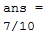 ans =
7/10